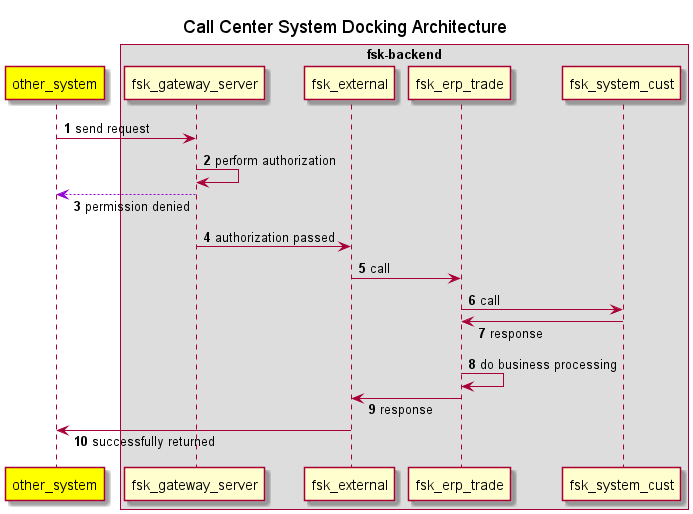 Call Center System Docking Architecture
fsk-backend
other_system
fsk_gateway_server
fsk_external
fsk_erp_trade
fsk_system_cust
1 send request
2 perform authorization
3 permission denied
4 authorization passed
5 call
6 call
7 response
8 do business processing
9 response
10 successfully returned
other_system
fsk_gateway_server
fsk_external
fsk_erp_trade
fsk_system_cust